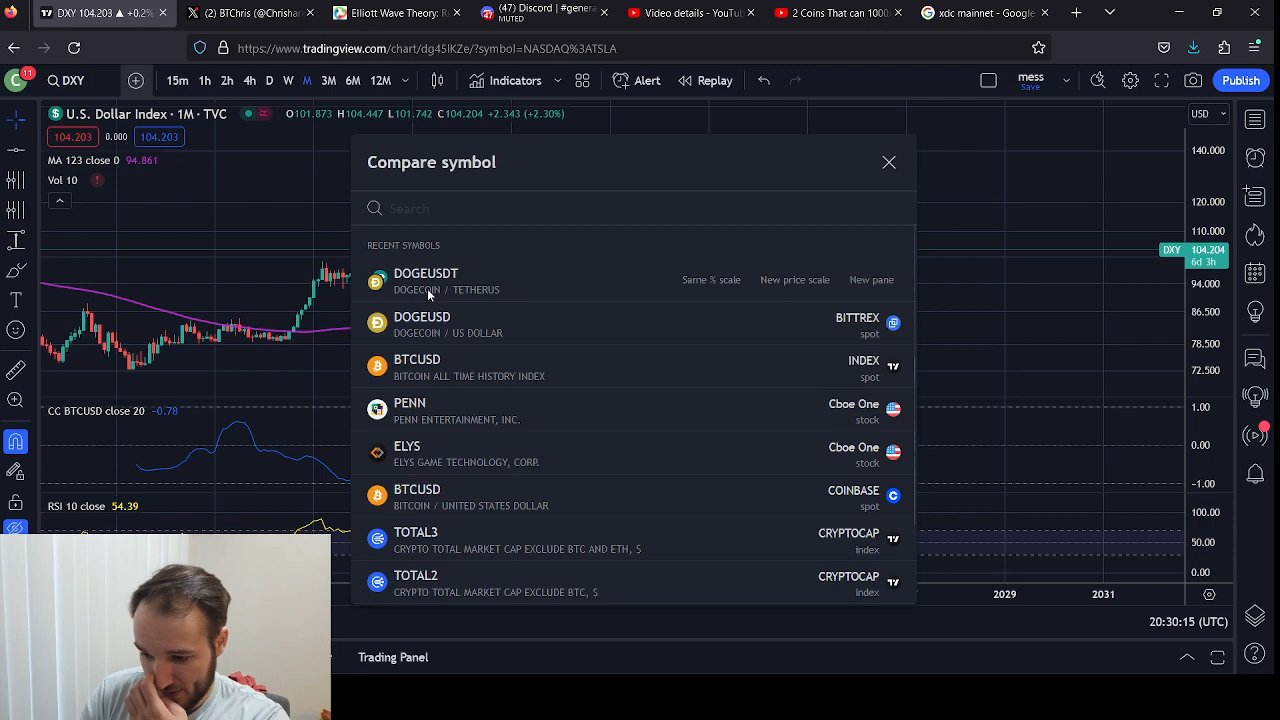 DXY 104.203 ▲ +0.2%
(2) BTChris (@Chrishar
Elliott Wave Theory: Ru
(47) Discord | #genera
MUTED
Video details - YouTub
2 Coins That can 1000x
xdc mainnet - Google
https://www.tradingview.com/chart/dg45lKZe/?symbol=NASDAQ%3ATSLA
C 11
DXY
15m 1h 2h 4h D W M 3M 6M 12M
Indicators
Alert
Replay
mess
Save
Publish
U.S. Dollar Index · 1M · TVC
O101.873 H104.447 L101.742 C104.204 +2.343 (+2.30%)
USD
104.203 0.000 104.203
MA 123 close 0 94.861
Vol 10
CC BTCUSD close 20 −0.78
RSI 10 close 54.39
Compare symbol
Search
RECENT SYMBOLS
DOGEUSDT
DOGECOIN / TETHERUS
Same % scale New price scale New pane
DOGEUSD
DOGECOIN / US DOLLAR
BITTREX
spot
BTCUSD
BITCOIN ALL TIME HISTORY INDEX
INDEX
spot
PENN
PENN ENTERTAINMENT, INC.
Cboe One
stock
ELYS
ELYS GAME TECHNOLOGY, CORP.
Cboe One
stock
BTCUSD
BITCOIN / UNITED STATES DOLLAR
COINBASE
spot
TOTAL3
CRYPTO TOTAL MARKET CAP EXCLUDE BTC AND ETH, $
CRYPTOCAP
index
TOTAL2
CRYPTO TOTAL MARKET CAP EXCLUDE BTC, $
CRYPTOCAP
index
140.000
120.000
110.000
DXY 104.204
6d 3h
94.000
86.500
78.500
72.500
1.00
0.00
−1.00
100.00
50.00
0.00
2029 2031
20:30:15 (UTC)
Trading Panel